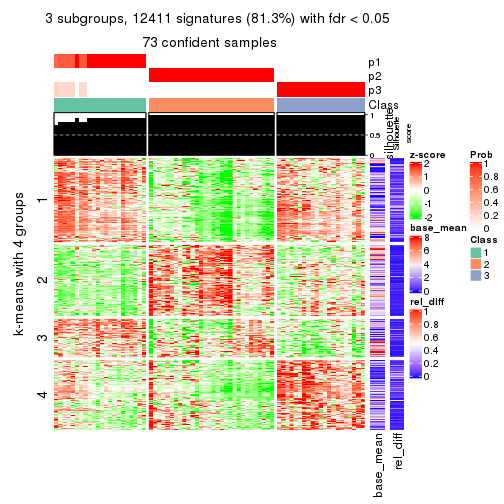 3 subgroups, 12411 signatures (81.3%) with fdr < 0.05
73 confident samples
p1
p2
p3
Class
1
0.5
0
silhouette
Silhouette
score
k-means with 4 groups
1
2
3
4
base_mean
rel_diff
z-score
2
1
0
-1
-2
base_mean
8
6
4
2
0
rel_diff
1
0.8
0.6
0.4
0.2
0
Prob
1
0.8
0.6
0.4
0.2
0
Class
1
2
3